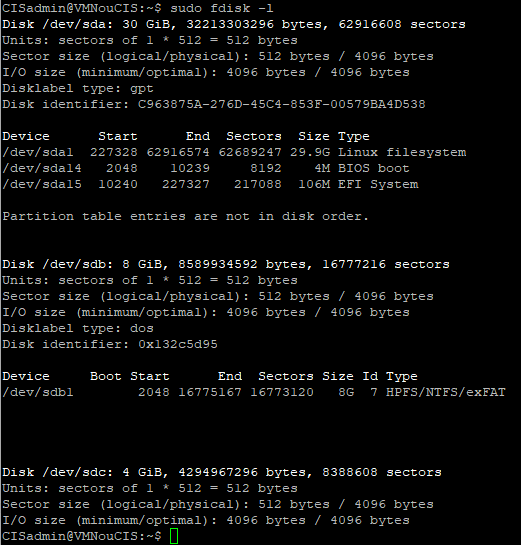 CISadmin@VMNouCIS:~$ sudo fdisk -l
Disk /dev/sda: 30 GiB, 32213303296 bytes, 62916608 sectors
Units: sectors of 1 * 512 = 512 bytes
Sector size (logical/physical): 512 bytes / 4096 bytes
I/O size (minimum/optimal): 4096 bytes / 4096 bytes
Disklabel type: gpt
Disk identifier: C963875A-276D-45C4-853F-00579BA4D538

Device      Start      End  Sectors  Size Type
/dev/sda1  227328 62916574 62689247 29.9G Linux filesystem
/dev/sda14   2048    10239     8192    4M BIOS boot
/dev/sda15  10240   227327   217088  106M EFI System

Partition table entries are not in disk order.

Disk /dev/sdb: 8 GiB, 8589934592 bytes, 16777216 sectors
Units: sectors of 1 * 512 = 512 bytes
Sector size (logical/physical): 512 bytes / 4096 bytes
I/O size (minimum/optimal): 4096 bytes / 4096 bytes
Disklabel type: dos
Disk identifier: 0x132c5d95

Device     Boot Start      End  Sectors Size Id Type
/dev/sdb1        2048 16775167 16773120   8G  7 HPFS/NTFS/exFAT

Disk /dev/sdc: 4 GiB, 4294967296 bytes, 8388608 sectors
Units: sectors of 1 * 512 = 512 bytes
Sector size (logical/physical): 512 bytes / 4096 bytes
I/O size (minimum/optimal): 4096 bytes / 4096 bytes
CISadmin@VMNouCIS:~$